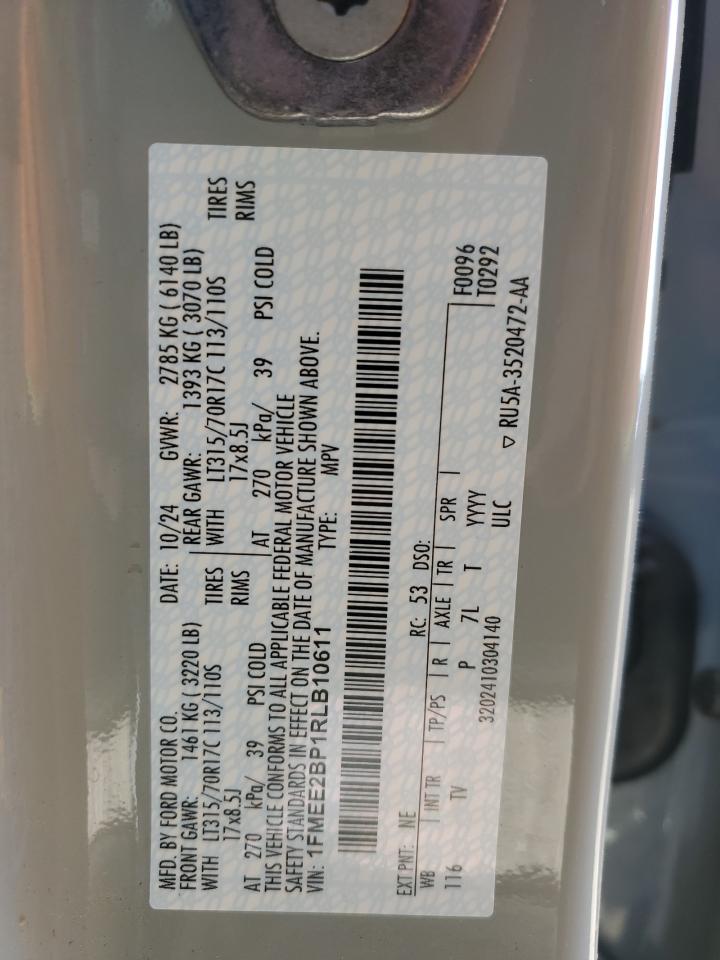 MFD. BY FORD MOTOR CO. DATE: 10/24 GVWR: 2785 KG ( 6140 LB)
FRONT GAWR: 1461 KG ( 3220 LB) REAR GAWR: 1393 KG ( 3070 LB)
WITH LT315/70R17C 113/110S TIRES WITH LT315/70R17C 113/110S TIRES
17x8.5J RIMS 17x8.5J RIMS
AT 270 kPa/ 39 PSI COLD AT 270 kPa/ 39 PSI COLD
THIS VEHICLE CONFORMS TO ALL APPLICABLE FEDERAL MOTOR VEHICLE
SAFETY STANDARDS IN EFFECT ON THE DATE OF MANUFACTURE SHOWN ABOVE.
VIN: 1FMEE2BP1RLB10611 TYPE: MPV
EXT PNT: NE RC: 53 DSO:
WB INT TR TP/PS R AXLE TR SPR F0096
116 TV P 7L T YYYY T0292
3202410304140 ULC ▽ RU5A-3520472-AA